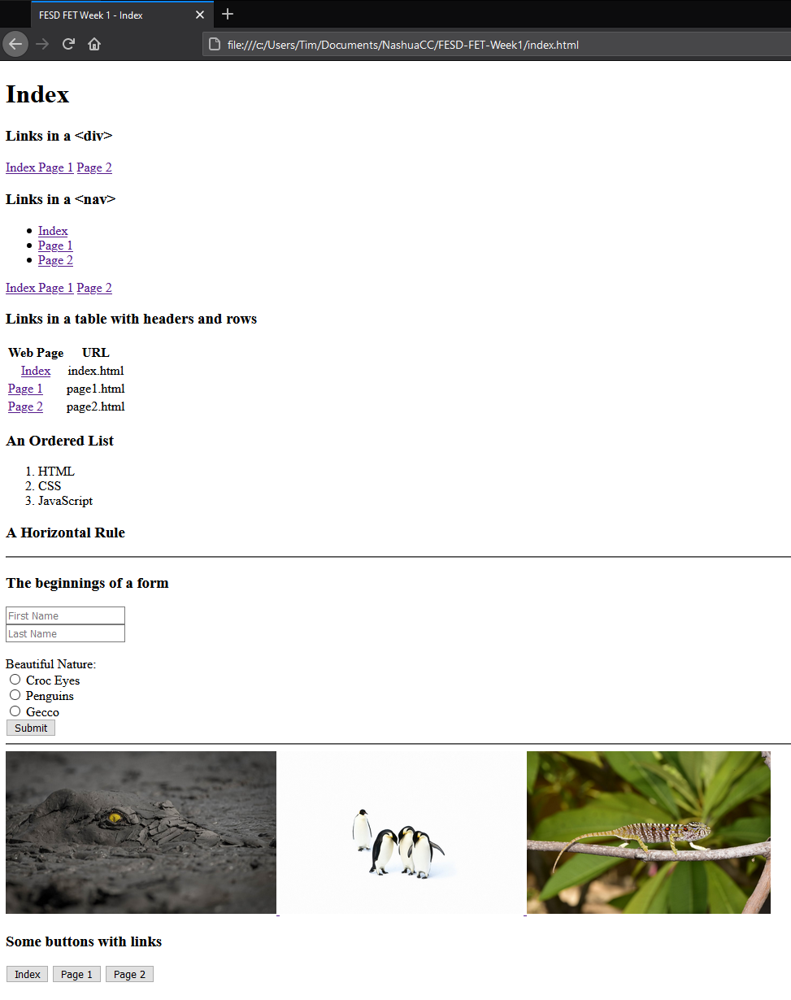 FESD FET Week 1 - Index
file:///c:/Users/Tim/Documents/NashuaCC/FESD-FET-Week1/index.html
Index
Links in a <div>
Index Page 1 Page 2
Links in a <nav>
Index
Page 1
Page 2
Index Page 1 Page 2
Links in a table with headers and rows
Web Page URL
Index index.html
Page 1 page1.html
Page 2 page2.html
An Ordered List
1. HTML
2. CSS
3. JavaScript
A Horizontal Rule
The beginnings of a form
First Name
Last Name
Beautiful Nature:
Croc Eyes
Penguins
Gecco
Submit
Some buttons with links
Index Page 1 Page 2